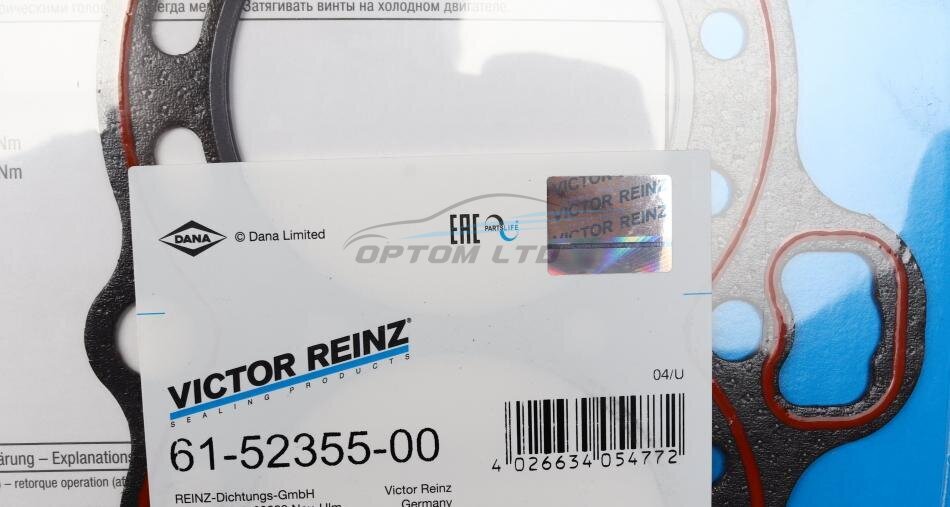 Затягивать винты на холодном двигателе.
Nm
Nm
DANA
© Dana Limited
EAC
PARTSLIFE
OPTOM LTD
VICTOR REINZ
VICTOR REINZ
VICTOR REINZ
VICTOR REINZ®
SEALING PRODUCTS
04/U
61-52355-00
4 026634 054772
ärung – Explanations
– retorque operation
REINZ-Dichtungs-GmbH
Victor Reinz
Germany